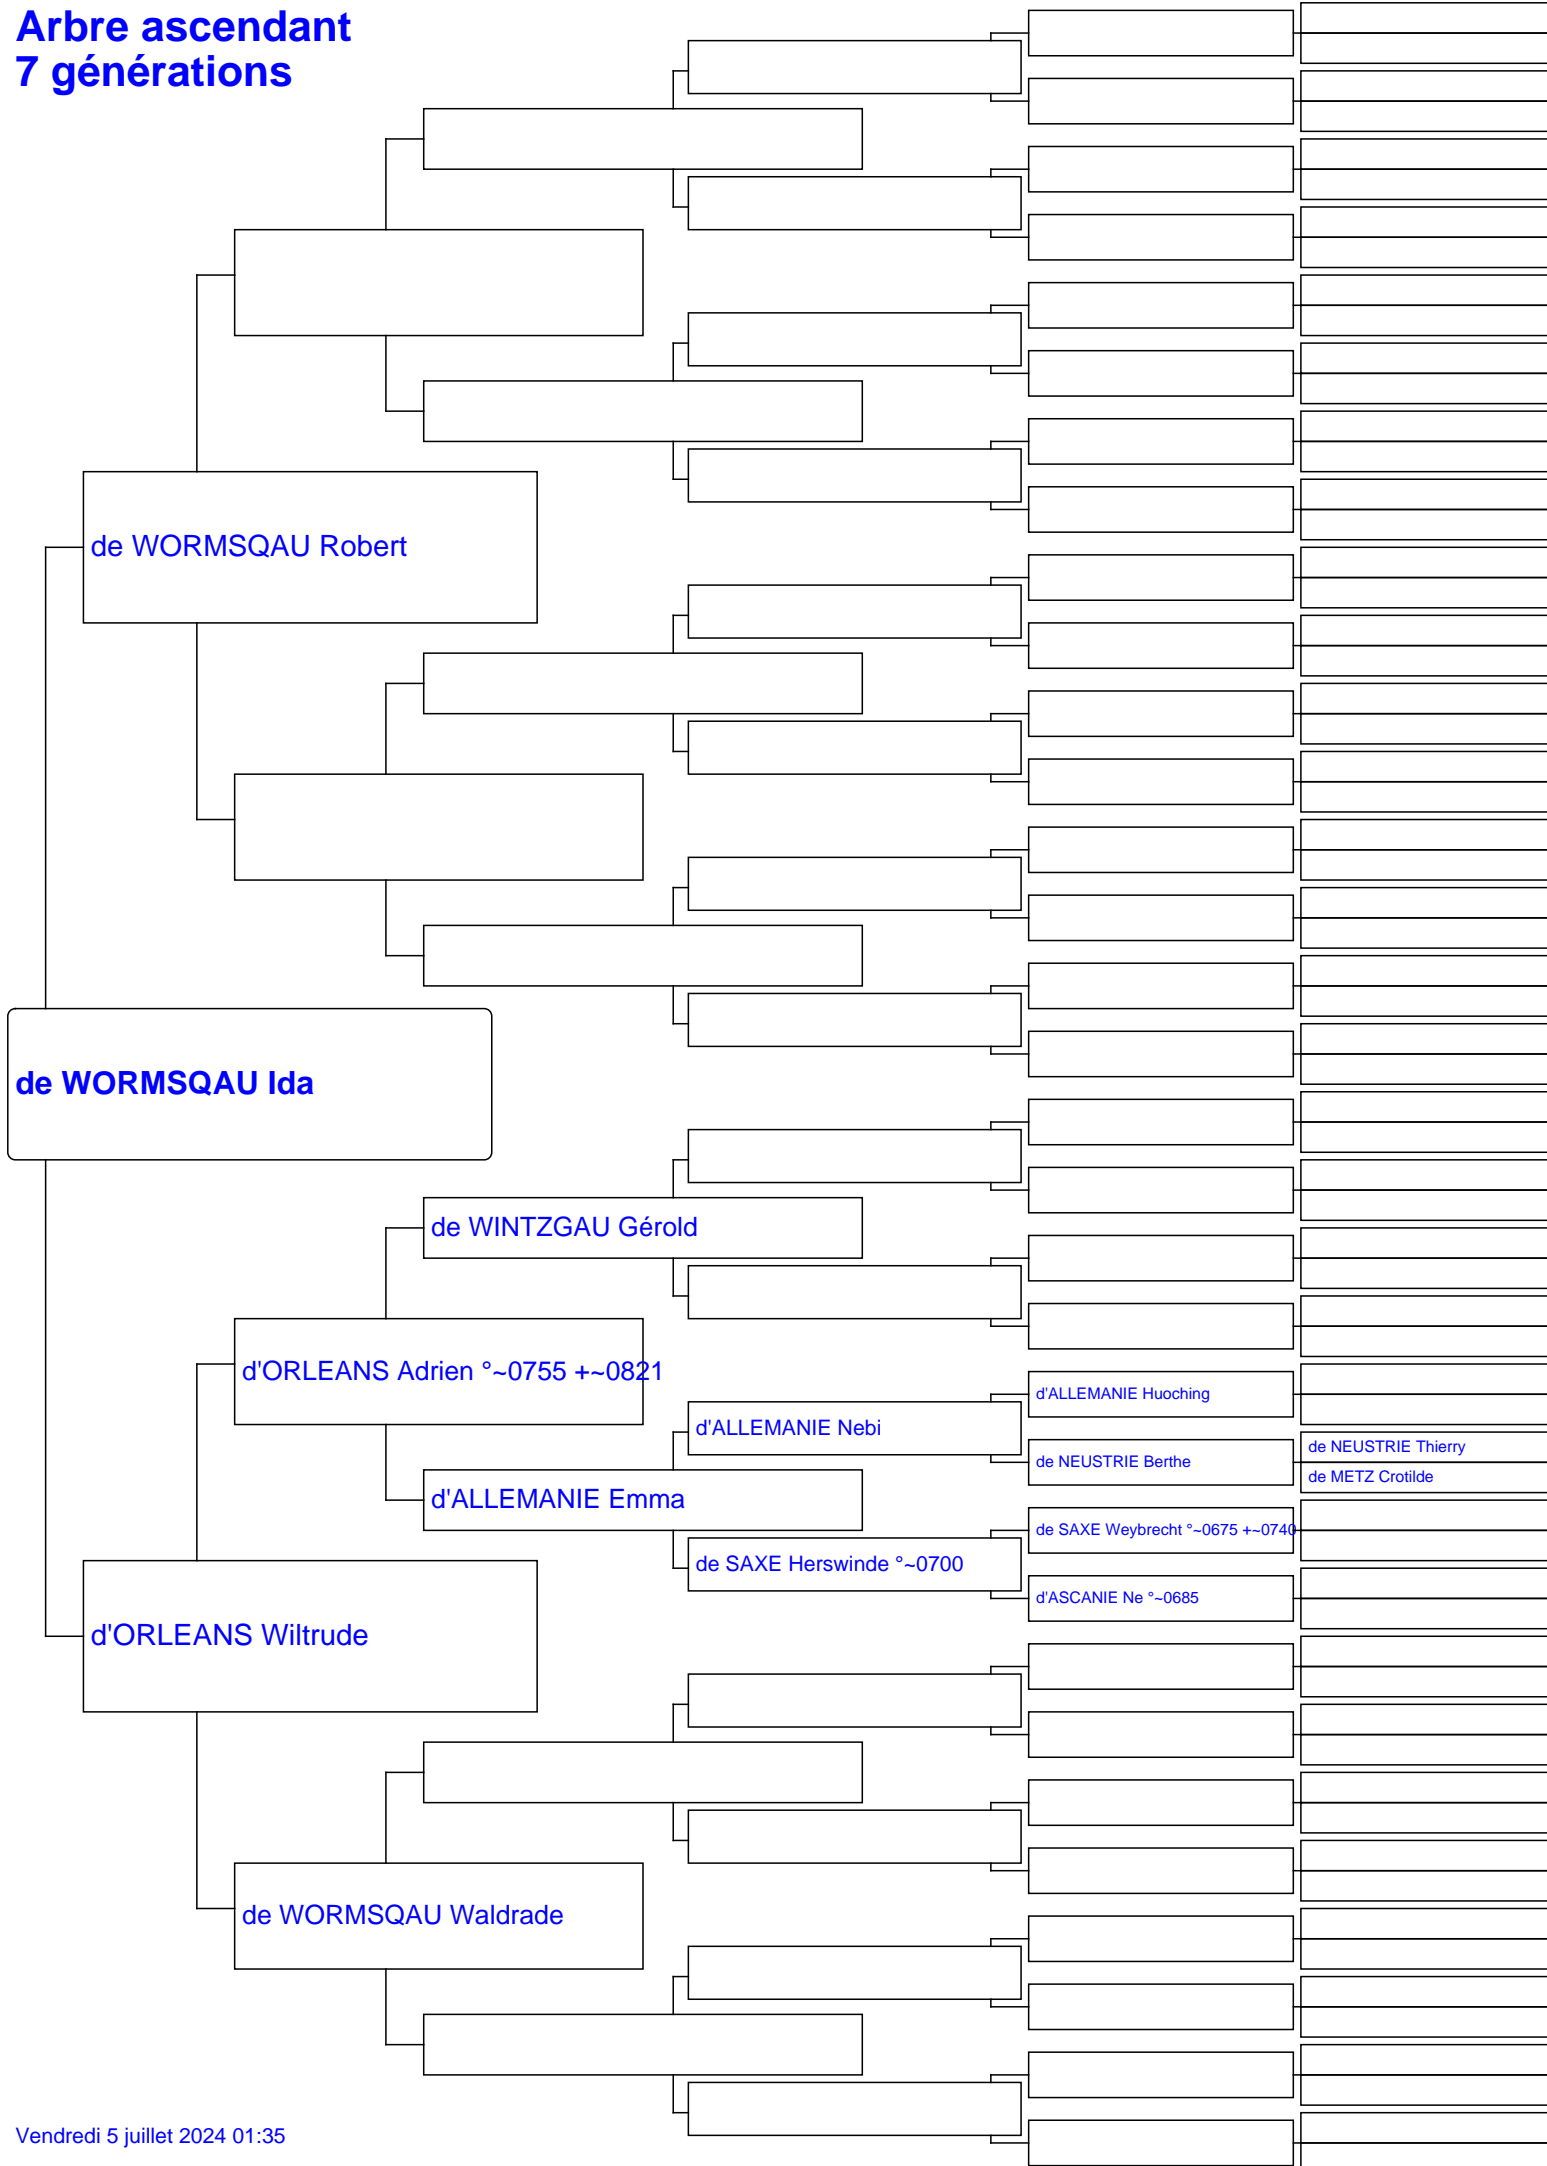 Arbre ascendant
7 générations
de WORMSQAU Robert
de WORMSQAU Ida
de WINTZGAU Gérold
d'ORLEANS Adrien °~0755 +~0821
d'ALLEMANIE Huoching
d'ALLEMANIE Nebi
de NEUSTRIE Thierry
de NEUSTRIE Berthe
de METZ Crotilde
d'ALLEMANIE Emma
de SAXE Weybrecht °~0675 +~0740
de SAXE Herswinde °~0700
d'ASCANIE Ne °~0685
d'ORLEANS Wiltrude
de WORMSQAU Waldrade
Vendredi 5 juillet 2024 01:35